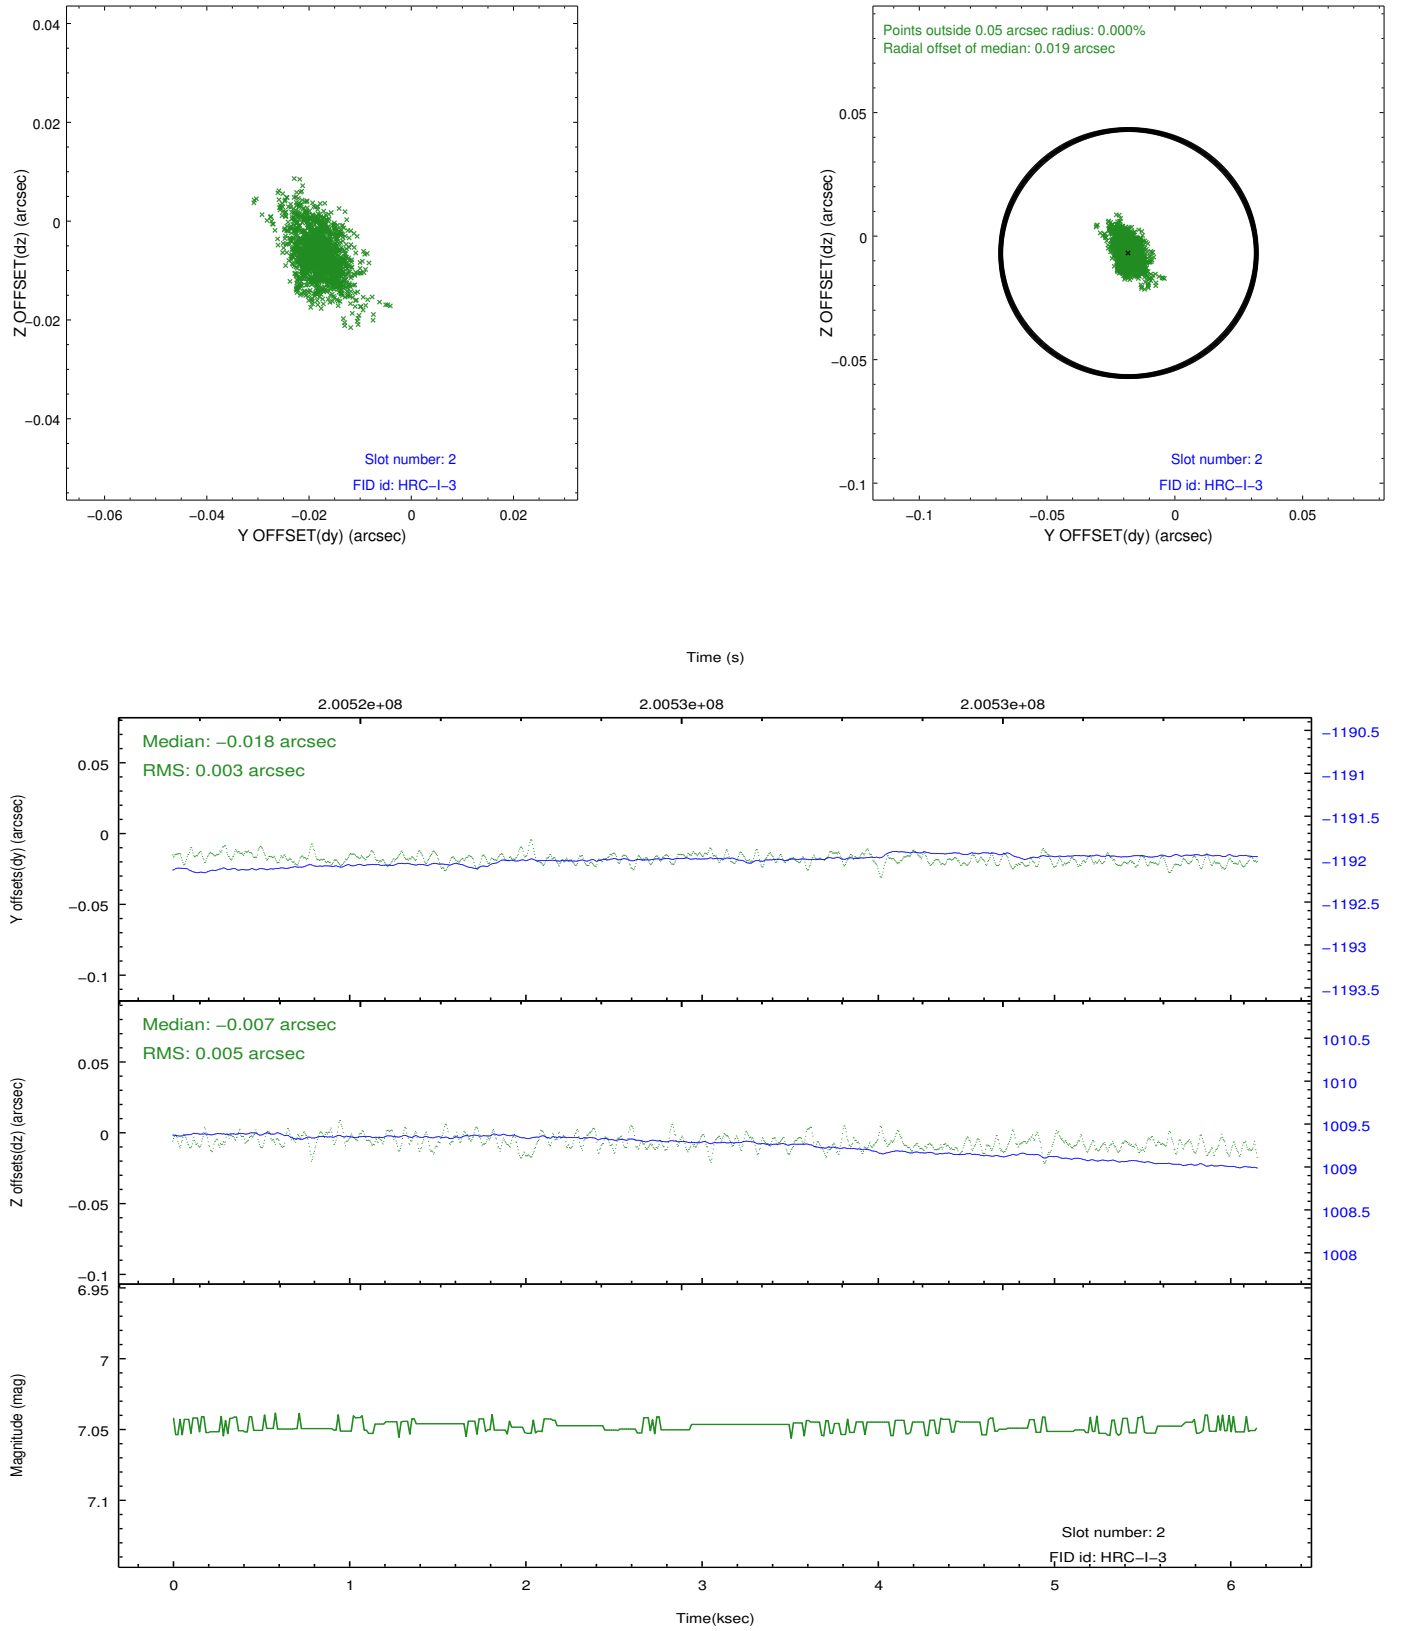 0.04
0.02
0
−0.02
−0.04
Z OFFSET(dz) (arcsec)
−0.06
−0.04
−0.02
0
0.02
Y OFFSET(dy) (arcsec)
Slot number: 2
FID id: HRC−I−3
Points outside 0.05 arcsec radius: 0.000%
Radial offset of median: 0.019 arcsec
0.05
0
−0.05
−0.1
Z OFFSET(dz) (arcsec)
−0.1
−0.05
0
0.05
Y OFFSET(dy) (arcsec)
Slot number: 2
FID id: HRC−I−3
Time (s)
2.0052e+08
2.0053e+08
2.0053e+08
Median: −0.018 arcsec
RMS: 0.003 arcsec
0.05
0
−0.05
−0.1
Y offsets(dy) (arcsec)
−1190.5
−1191
−1191.5
−1192
−1192.5
−1193
−1193.5
Median: −0.007 arcsec
RMS: 0.005 arcsec
0.05
0
−0.05
−0.1
Z offsets(dz) (arcsec)
1010.5
1010
1009.5
1009
1008.5
1008
6.95
7
7.05
7.1
Magnitude (mag)
Slot number: 2
FID id: HRC−I−3
0
1
2
3
4
5
6
Time(ksec)